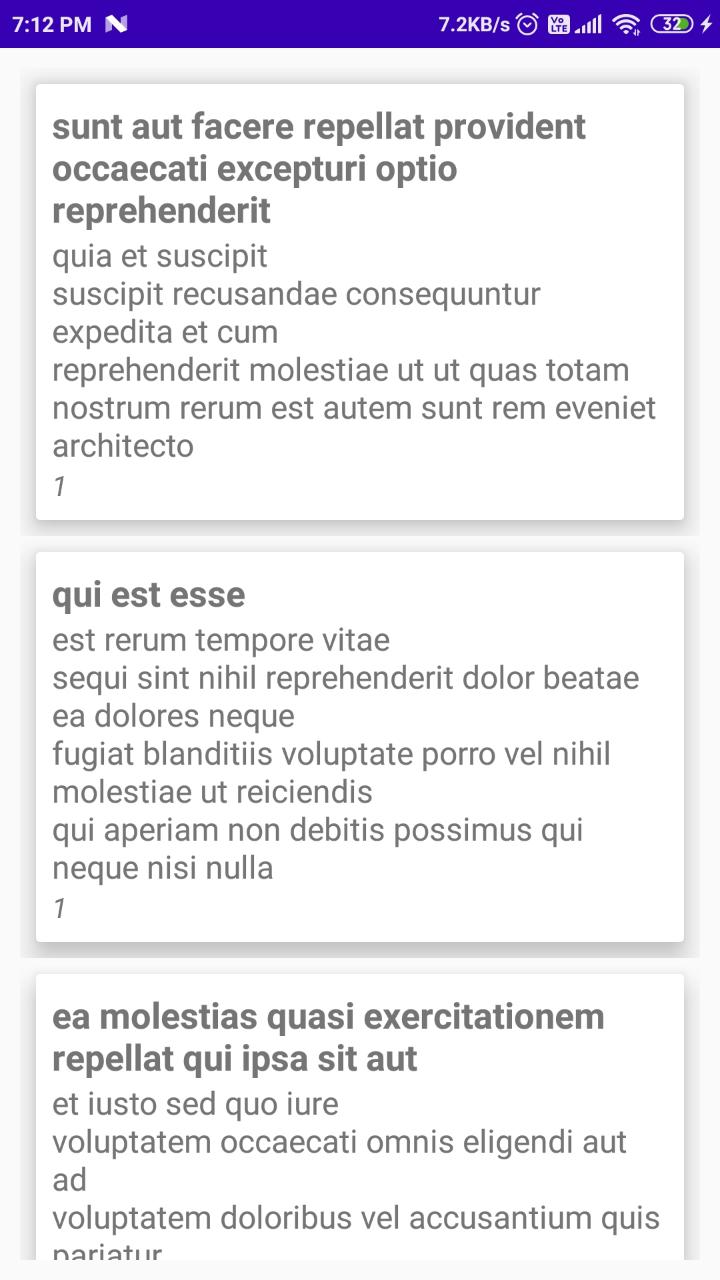 7:12 PM N 7.2KB/s Vo LTE 32
sunt aut facere repellat provident
occaecati excepturi optio
reprehenderit
quia et suscipit
suscipit recusandae consequuntur
expedita et cum
reprehenderit molestiae ut ut quas totam
nostrum rerum est autem sunt rem eveniet
architecto
1
qui est esse
est rerum tempore vitae
sequi sint nihil reprehenderit dolor beatae
ea dolores neque
fugiat blanditiis voluptate porro vel nihil
molestiae ut reiciendis
qui aperiam non debitis possimus qui
neque nisi nulla
1
ea molestias quasi exercitationem
repellat qui ipsa sit aut
et iusto sed quo iure
voluptatem occaecati omnis eligendi aut
ad
voluptatem doloribus vel accusantium quis
pariatur